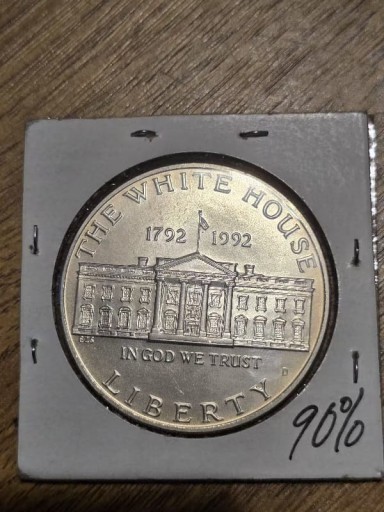 THE WHITE HOUSE
1792 1992
IN GOD WE TRUST
D
LIBERTY
90%